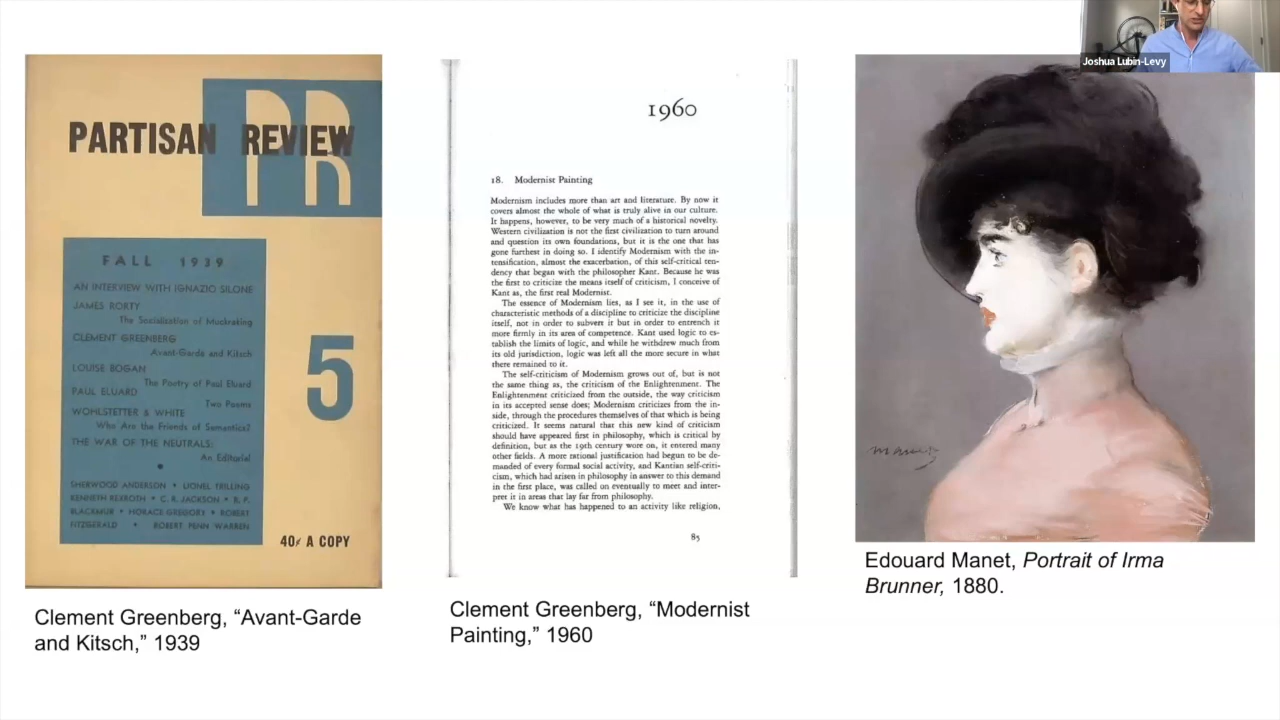 Joshua Lubin-Levy
PR
PARTISAN REVIEW
FALL 1939
AN INTERVIEW WITH IGNAZIO SILONE
JAMES RORTY
The Socialization of Muckraking
CLEMENT GREENBERG
Avant-Garde and Kitsch
LOUISE BOGAN
The Poetry of Paul Eluard
PAUL ELUARD
Two Poems
WOHLSTETTER & WHITE
Who Are the Friends of Semantics?
THE WAR OF THE NEUTRALS:
An Editorial
SHERWOOD ANDERSON • LIONEL TRILLING
KENNETH REXROTH • C. R. JACKSON • R. P.
BLACKMUR • HORACE GREGORY • ROBERT
FITZGERALD • ROBERT PENN WARREN
5
40¢ A COPY
Clement Greenberg, “Avant-Garde
and Kitsch,” 1939
1960
18. Modernist Painting
Modernism includes more than art and literature. By now it
covers almost the whole of what is truly alive in our culture.
It happens, however, to be very much of a historical novelty.
Western civilization is not the first civilization to turn around
and question its own foundations, but it is the one that has
gone furthest in doing so. I identify Modernism with the in-
tensification, almost the exacerbation, of this self-critical ten-
dency that began with the philosopher Kant. Because he was
the first to criticize the means itself of criticism, I conceive of
Kant as, the first real Modernist.
The essence of Modernism lies, as I see it, in the use of
characteristic methods of a discipline to criticize the discipline
itself, not in order to subvert it but in order to entrench it
more firmly in its area of competence. Kant used logic to es-
tablish the limits of logic, and while he withdrew much from
its old jurisdiction, logic was left all the more secure in what
there remained to it.
The self-criticism of Modernism grows out of, but is not
the same thing as, the criticism of the Enlightenment. The
Enlightenment criticized from the outside, the way criticism
in its accepted sense does; Modernism criticizes from the in-
side, through the procedures themselves of that which is being
criticized. It seems natural that this new kind of criticism
should have appeared first in philosophy, which is critical by
definition, but as the 19th century wore on, it entered many
other fields. A more rational justification had begun to be de-
manded of every formal social activity, and Kantian self-criti-
cism, which had arisen in philosophy in answer to this demand
in the first place, was called on eventually to meet and inter-
pret it in areas that lay far from philosophy.
We know what has happened to an activity like religion,
85
Clement Greenberg, “Modernist
Painting,” 1960
Manet
Edouard Manet, Portrait of Irma
Brunner, 1880.